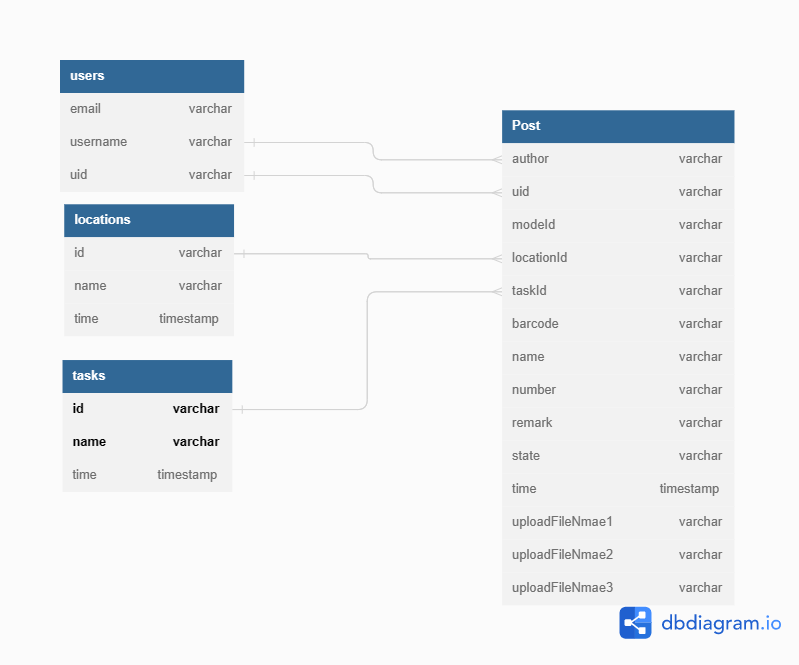 users
email varchar
username varchar
uid varchar
locations
id varchar
name varchar
time timestamp
tasks
id varchar
name varchar
time timestamp
Post
author varchar
uid varchar
modeId varchar
locationId varchar
taskId varchar
barcode varchar
name varchar
number varchar
remark varchar
state varchar
time timestamp
uploadFileNmae1 varchar
uploadFileNmae2 varchar
uploadFileNmae3 varchar
dbdiagram.io